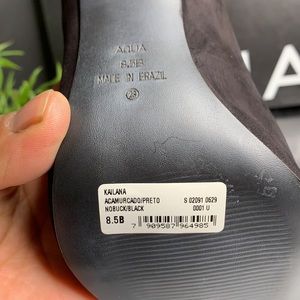 AQUA
8.5B
MADE IN BRAZIL
KAILANA
ACAMURCADO/PRETO S 02091 0629
NOBUCK/BLACK 0001 U
8.5B
7 909587 964985
A